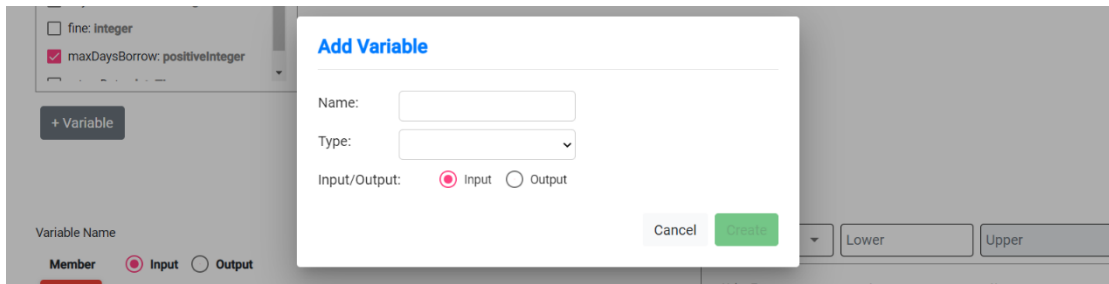 fine: integer
maxDaysBorrow: positiveInteger
+ Variable
Add Variable
Name:
Type:
Input/Output: Input Output
Cancel Create
Variable Name
Member Input Output
Lower Upper